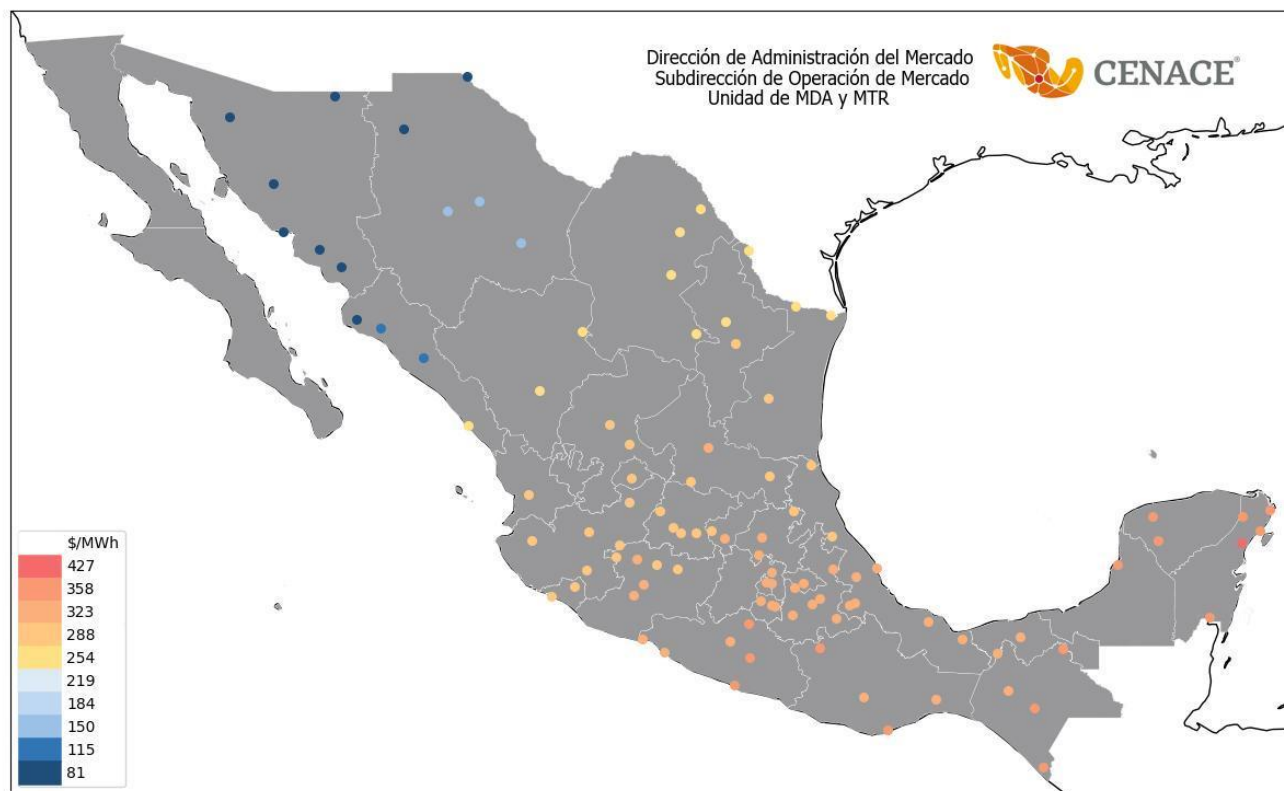 Dirección de Administración del Mercado
Subdirección de Operación de Mercado
Unidad de MDA y MTR
CENACE®
$/MWh
427
358
323
288
254
219
184
150
115
81